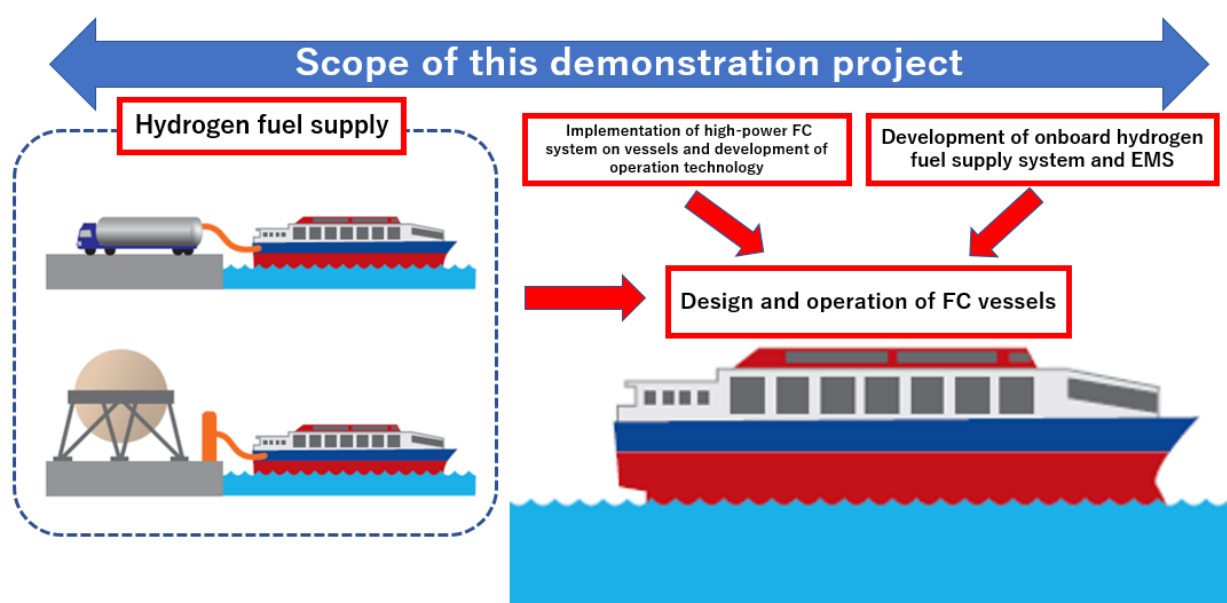 Scope of this demonstration project
Hydrogen fuel supply
Implementation of high-power FC
system on vessels and development of
operation technology
Development of onboard hydrogen
fuel supply system and EMS
Design and operation of FC vessels